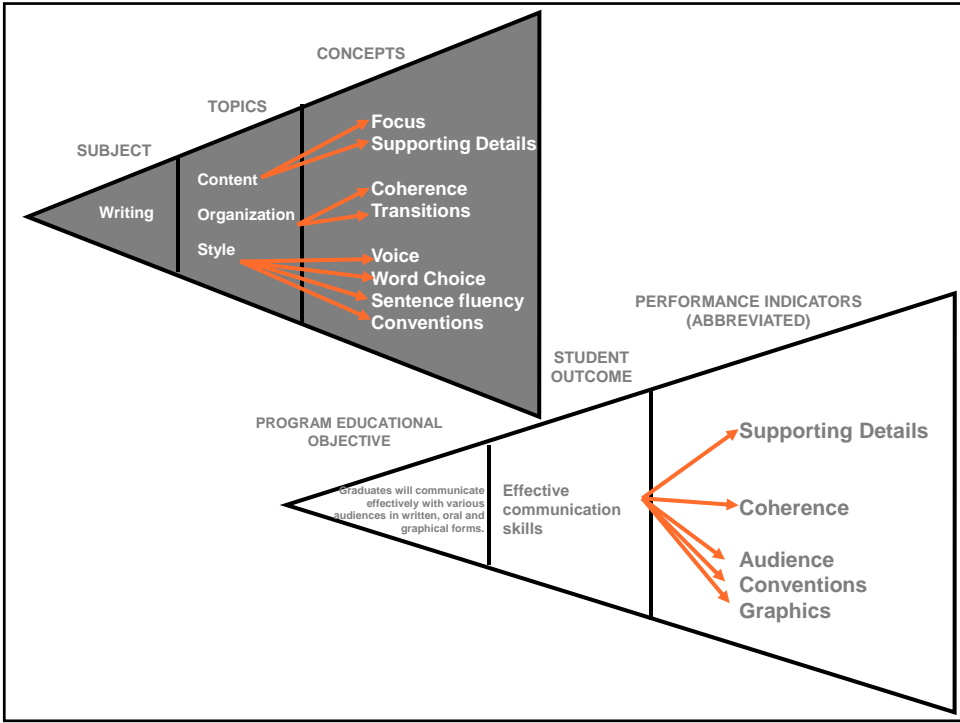 CONCEPTS
TOPICS
SUBJECT
Focus
Supporting Details
Content
Coherence
Writing
Organization
Transitions
Style
Voice
Word Choice
Sentence fluency
Conventions
PERFORMANCE INDICATORS
(ABBREVIATED)
STUDENT
OUTCOME
PROGRAM EDUCATIONAL
OBJECTIVE
Graduates will communicate
effectively with various
audiences in written, oral and
graphical forms.
Effective
communication
skills
Supporting Details
Coherence
Audience
Conventions
Graphics